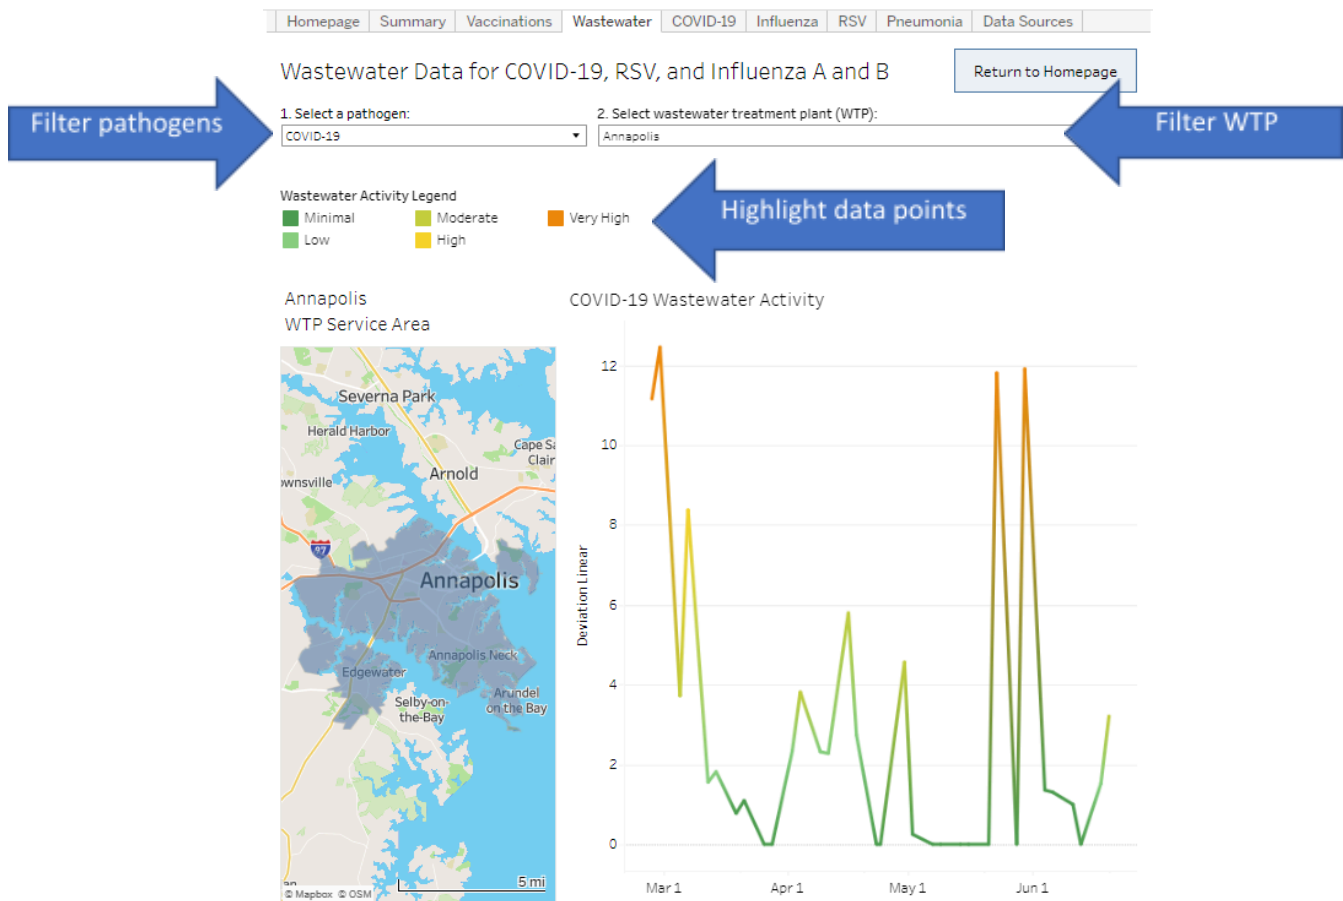 Homepage Summary Vaccinations Wastewater COVID-19 Influenza RSV Pneumonia Data Sources
Wastewater Data for COVID-19, RSV, and Influenza A and B
Return to Homepage
Filter pathogens
1. Select a pathogen:
COVID-19
2. Select wastewater treatment plant (WTP):
Annapolis
Filter WTP
Wastewater Activity Legend
Minimal Moderate Very High
Low High
Highlight data points
Annapolis
WTP Service Area
Severna Park
Herald Harbor
Cape S
Clair
Arnold
ownsville
97
Annapolis
Annapolis Neck
Edgewater
Arundel
on the Bay
Selby-on-
the-Bay
an
5 mi
© Mapbox © OSM
COVID-19 Wastewater Activity
Deviation Linear
12
10
8
6
4
2
0
Mar 1 Apr 1 May 1 Jun 1